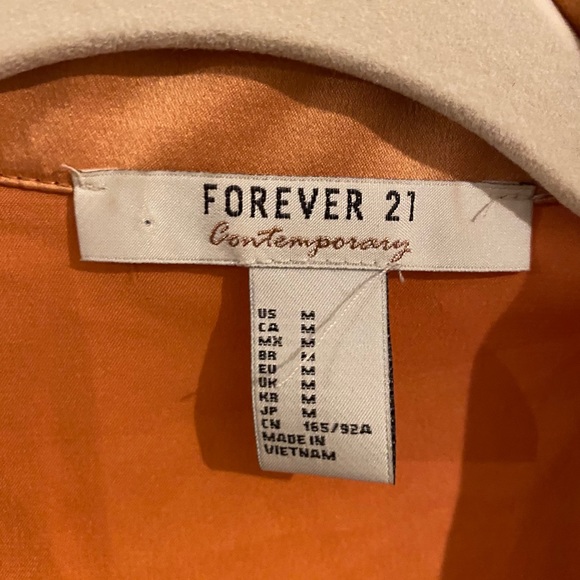 FOREVER 21
Contemporary
US M
CA M
MX M
BR M
EU M
UK M
KR M
JP M
CN 165/92A
MADE IN
VIETNAM